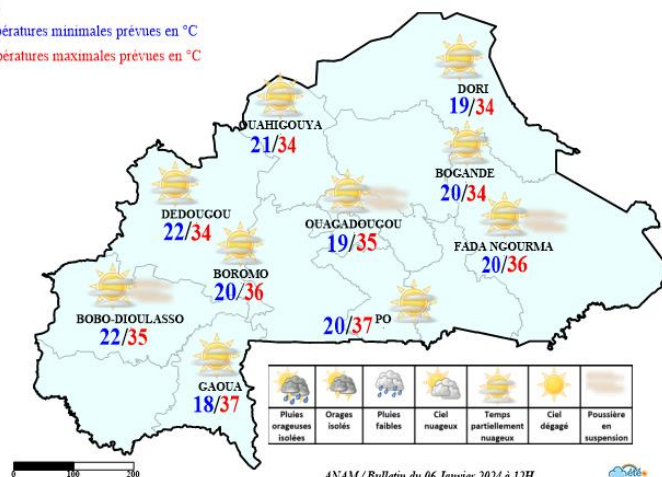 pératures minimales prévues en °C
pératures maximales prévues en °C
DORI
19/34
OUAHIGOUYA
21/34
BOGANDE
20/34
DEDOUGOU
22/34
OUAGADOUGOU
19/35
FADA NGOURMA
20/36
BOROMO
20/36
BOBO-DIOULASSO
22/35
20/37 PO
GAOUA
18/37
Pluies orageuses isolées
Orages isolés
Pluies faibles
Ciel nuageux
Temps partiellement nuageux
Ciel dégagé
Poussière en suspension
0 100 200
ANAM / Bulletin du 06 Janvier 2024 à 12H
été